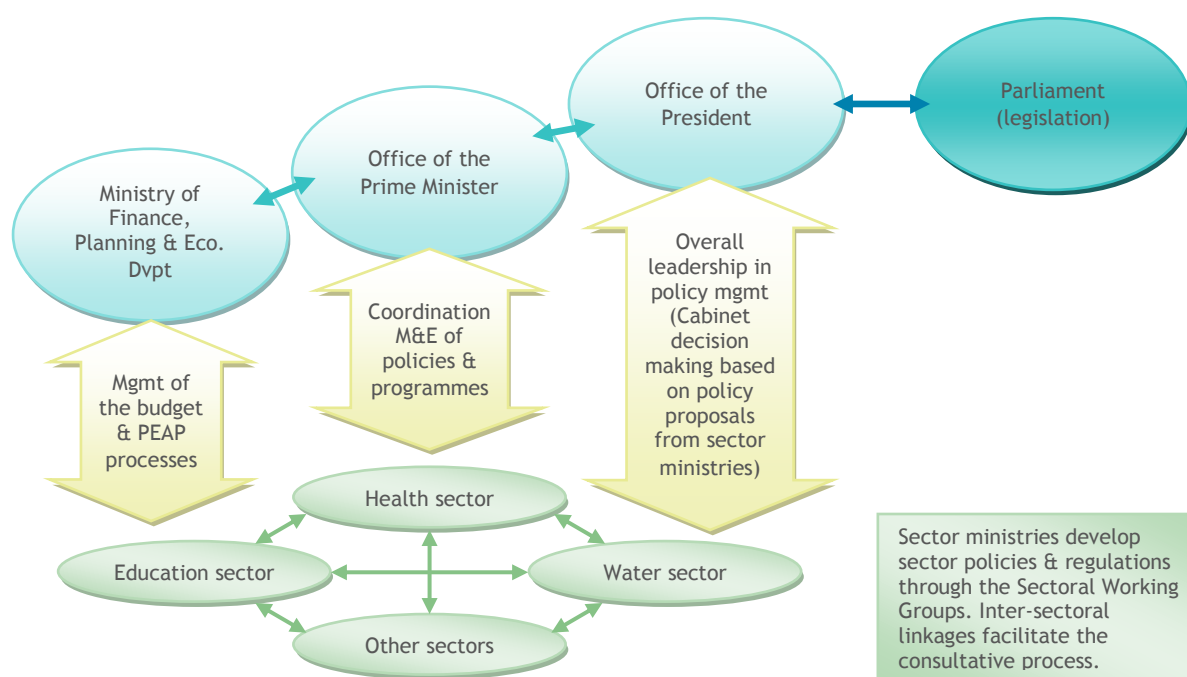 Office of the
President
Parliament
(legislation)
Office of the
Prime Minister
Ministry of
Finance,
Planning & Eco.
Dvpt
Overall
leadership in
policy mgmt
(Cabinet
decision
making based
on policy
proposals
from sector
ministries)
Coordination
M&E of
policies &
programmes
Mgmt of
the budget
& PEAP
processes
Health sector
Education sector
Water sector
Other sectors
Sector ministries develop
sector policies & regulations
through the Sectoral Working
Groups. Inter-sectoral
linkages facilitate the
consultative process.